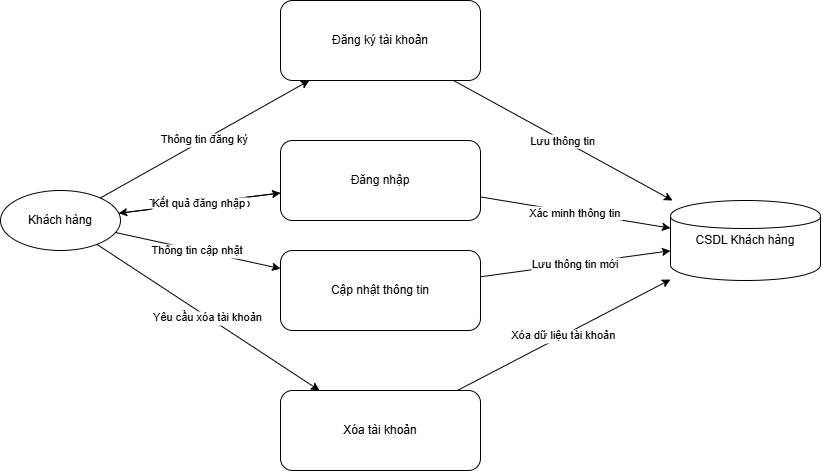 Đăng ký tài khoản
Thông tin đăng ký
Lưu thông tin
Đăng nhập
Kết quả đăng nhập
Xác minh thông tin
Khách hàng
CSDL Khách hàng
Thông tin cập nhật
Lưu thông tin mới
Cập nhật thông tin
Yêu cầu xóa tài khoản
Xóa dữ liệu tài khoản
Xóa tài khoản